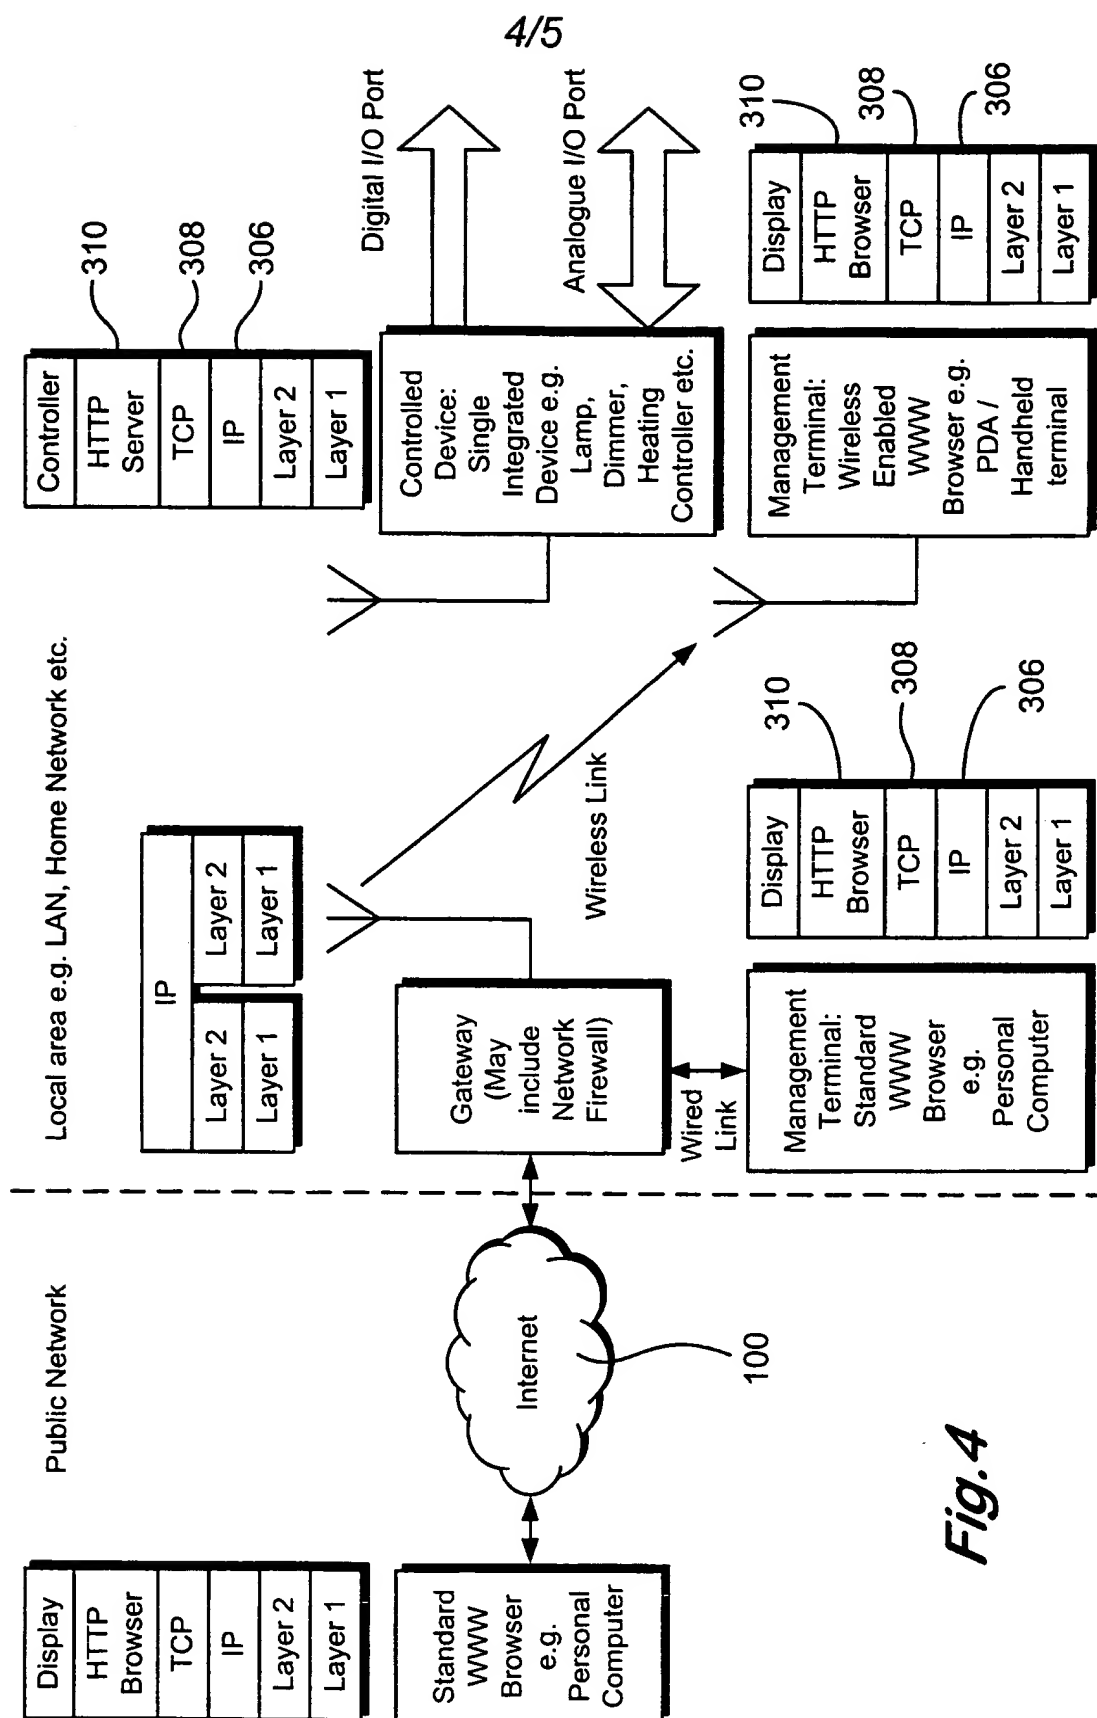 4/5
Public Network
Local area e.g. LAN, Home Network etc.
Display
HTTP
Browser
TCP
IP
Layer 2
Layer 1
Standard
WWW
Browser
e.g.
Personal
Computer
Internet
100
IP
Layer 2
Layer 2
Layer 1
Layer 1
Gateway
(May
include
Network
Firewall)
Wired
Link
Wireless Link
Management
Terminal:
Standard
WWW
Browser
e.g.
Personal
Computer
Display
HTTP
Browser
TCP
IP
Layer 2
Layer 1
310
308
306
Controller
HTTP
Server
TCP
IP
Layer 2
Layer 1
310
308
306
Controlled
Device:
Single
Integrated
Device e.g.
Lamp,
Dimmer,
Heating
Controller etc.
Digital I/O Port
Analogue I/O Port
Management
Terminal:
Wireless
Enabled
WWW
Browser e.g.
PDA /
Handheld
terminal
Display
HTTP
Browser
TCP
IP
Layer 2
Layer 1
310
308
306
Fig.4